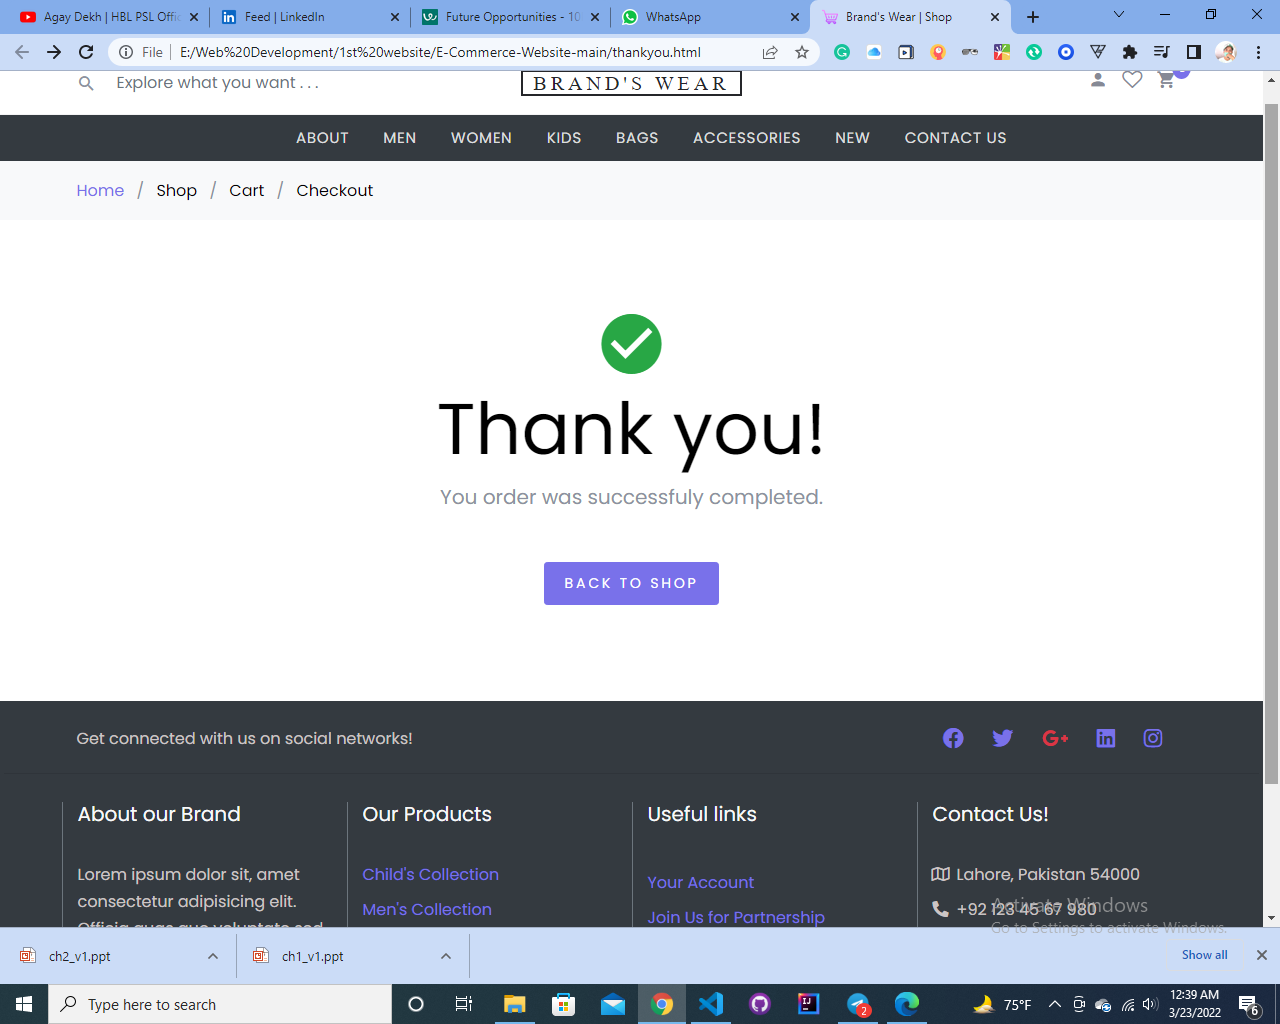 Agay Dekh | HBL PSL Offic
Feed | LinkedIn
Future Opportunities - 10
WhatsApp
Brand's Wear | Shop
File
E:/Web%20Development/1st%20website/E-Commerce-Website-main/thankyou.html
Explore what you want . . .
BRAND'S WEAR
ABOUT MEN WOMEN KIDS BAGS ACCESSORIES NEW CONTACT US
Home / Shop / Cart / Checkout
Thank you!
You order was successfuly completed.
BACK TO SHOP
Get connected with us on social networks!
About our Brand
Lorem ipsum dolor sit, amet
consectetur adipisicing elit.
Officia quas quo voluptate sed
Our Products
Child's Collection
Men's Collection
Useful links
Your Account
Join Us for Partnership
Contact Us!
Lahore, Pakistan 54000
+92 123 45 67 980
Activate Windows
Go to Settings to activate Windows.
ch2_v1.ppt
ch1_v1.ppt
Show all
Type here to search
2
75°F
12:39 AM
3/23/2022
6